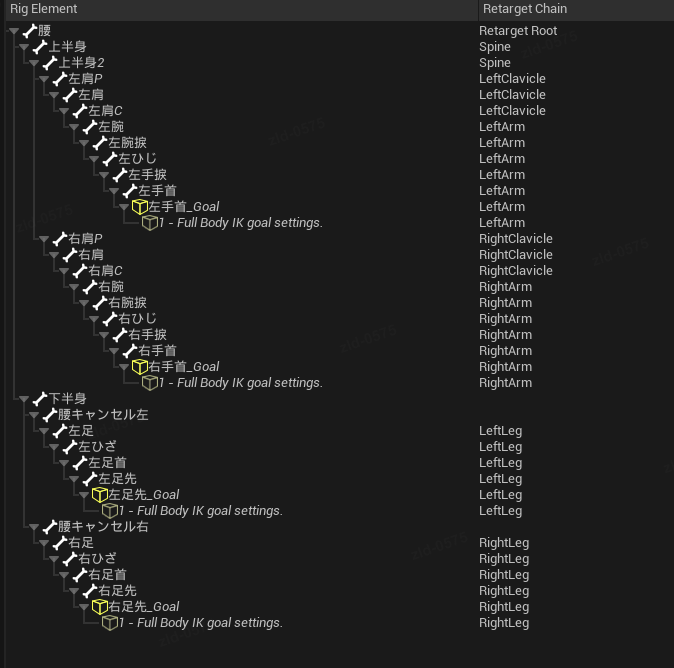 Rig Element Retarget Chain
腰 Retarget Root
上半身 Spine
上半身2 Spine
左肩P LeftClavicle
左肩 LeftClavicle
左肩C LeftClavicle
左腕 LeftArm
左腕捩 LeftArm
左ひじ LeftArm
左手捩 LeftArm
左手首 LeftArm
左手首_Goal LeftArm
1 - Full Body IK goal settings. LeftArm
右肩P RightClavicle
右肩 RightClavicle
右肩C RightClavicle
右腕 RightArm
右腕捩 RightArm
右ひじ RightArm
右手捩 RightArm
右手首 RightArm
右手首_Goal RightArm
1 - Full Body IK goal settings. RightArm
下半身
腰キャンセル左
左足 LeftLeg
左ひざ LeftLeg
左足首 LeftLeg
左足先 LeftLeg
左足先_Goal LeftLeg
1 - Full Body IK goal settings. LeftLeg
腰キャンセル右
右足 RightLeg
右ひざ RightLeg
右足首 RightLeg
右足先 RightLeg
右足先_Goal RightLeg
1 - Full Body IK goal settings. RightLeg